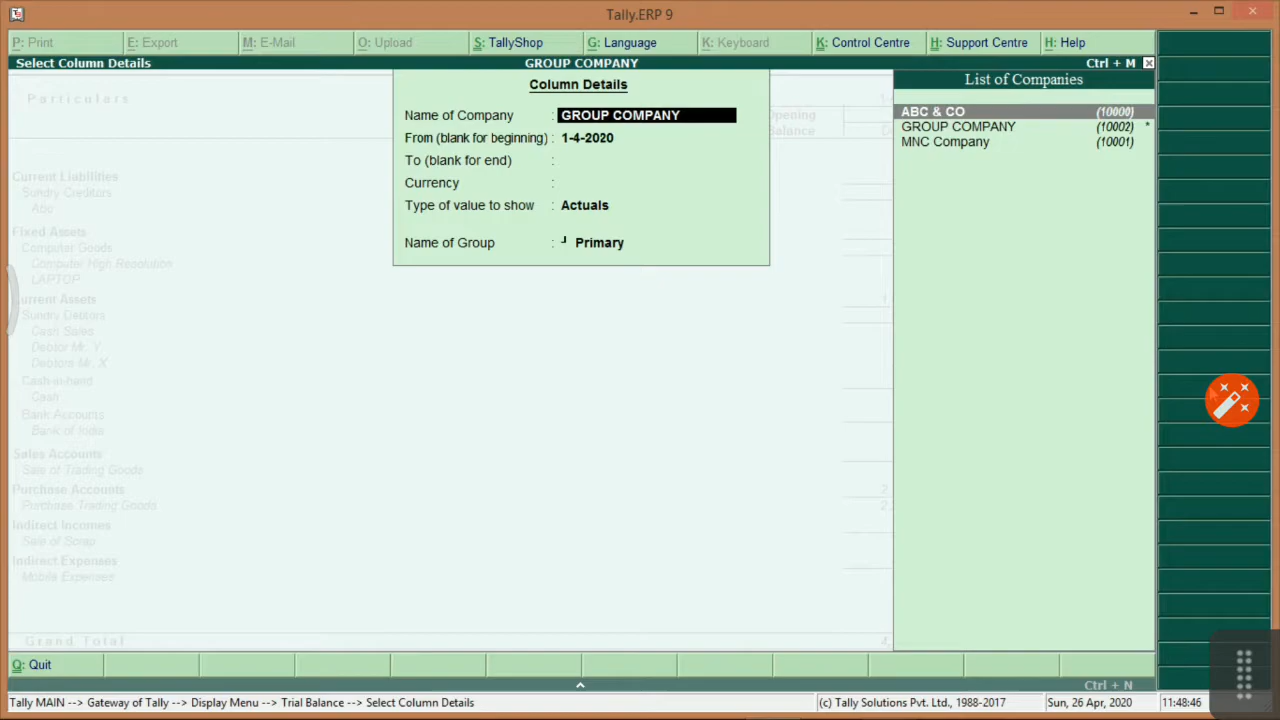 Tally.ERP 9
P: Print E: Export M: E-Mail O: Upload S: TallyShop G: Language K: Keyboard K: Control Centre H: Support Centre H: Help
Select Column Details GROUP COMPANY Ctrl + M
Column Details
Name of Company : GROUP COMPANY
From (blank for beginning) : 1-4-2020
To (blank for end) :
Currency :
Type of value to show : Actuals
Name of Group : ┘ Primary
List of Companies
ABC & CO (10000)
GROUP COMPANY (10002) *
MNC Company (10001)
Particulars
Opening
Balance
Current Liabilities
Sundry Creditors
Abc
Fixed Assets
Computer Goods
Computer High Resolution
LAPTOP
Current Assets
Sundry Debtors
Cash Sales
Debtor Mr. Y.
Debtors Mr. X
Cash-in-hand
Cash
Bank Accounts
Bank of India
Sales Accounts
Sale of Trading Goods
Purchase Accounts
Purchase Trading Goods
Indirect Incomes
Sale of Scrap
Indirect Expenses
Mobile Expenses
Grand Total
Q: Quit
Ctrl + N
Tally MAIN --> Gateway of Tally --> Display Menu --> Trial Balance --> Select Column Details (c) Tally Solutions Pvt. Ltd., 1988-2017 Sun, 26 Apr, 2020 11:48:46